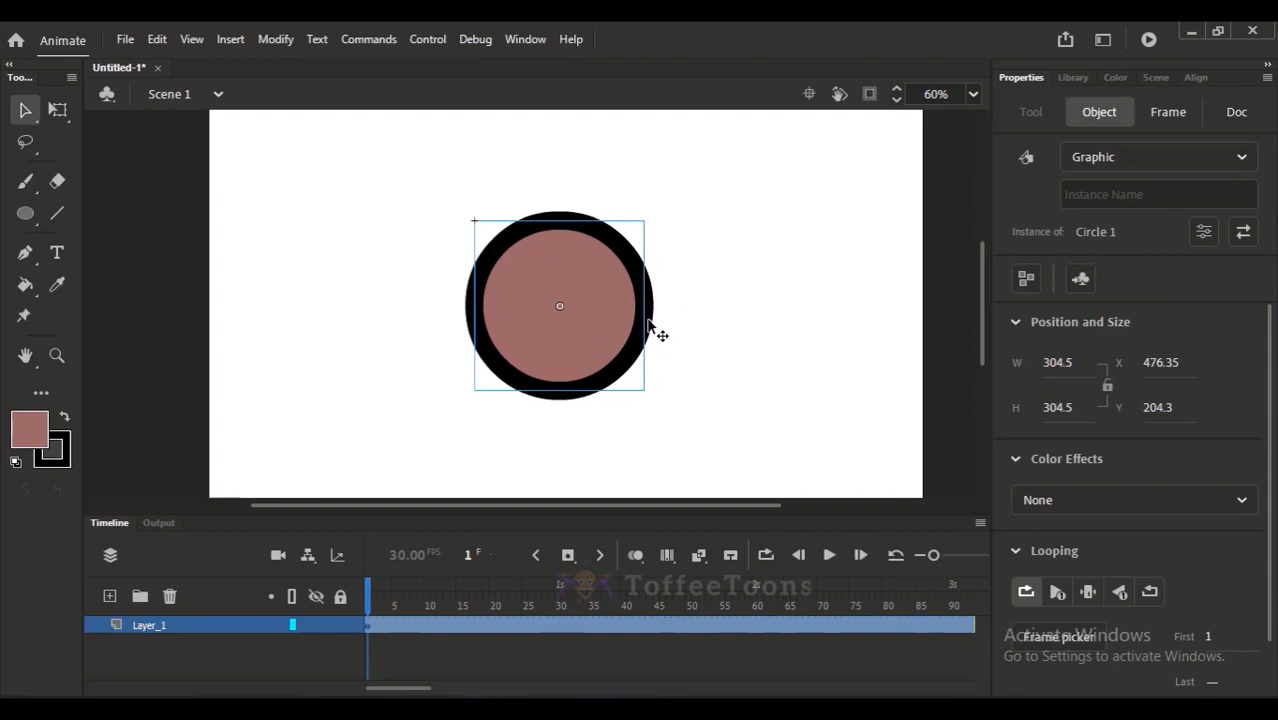 Animate File Edit View Insert Modify Text Commands Control Debug Window Help
Untitled-1* ×
Too...
Properties Library Color Scene Align
Scene 1 60%
Tool Object Frame Doc
Graphic
Instance Name
Instance of: Circle 1
Position and Size
W 304.5 X 476.35
H 304.5 Y 204.3
Color Effects
None
Looping
Frame picker First 1
Last —
Timeline Output
30.00 FPS 1 F
1s 2s 3s
5 10 15 20 25 30 35 40 45 50 55 60 65 70 75 80 85 90
Layer_1
ToffeeToons
Activate Windows
Go to Settings to activate Windows.